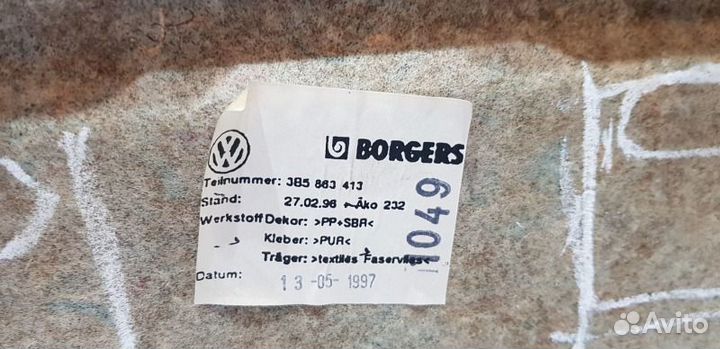 BORGERS
Teilnummer: 3B5 863 413
Stand: 27.02.96 Äko 232
Werkstoff Dekor: >PP+SBR<
Kleber: >PUR<
Träger: >textiles Faservlies<
Datum: 13-05-1997
1049
Avito